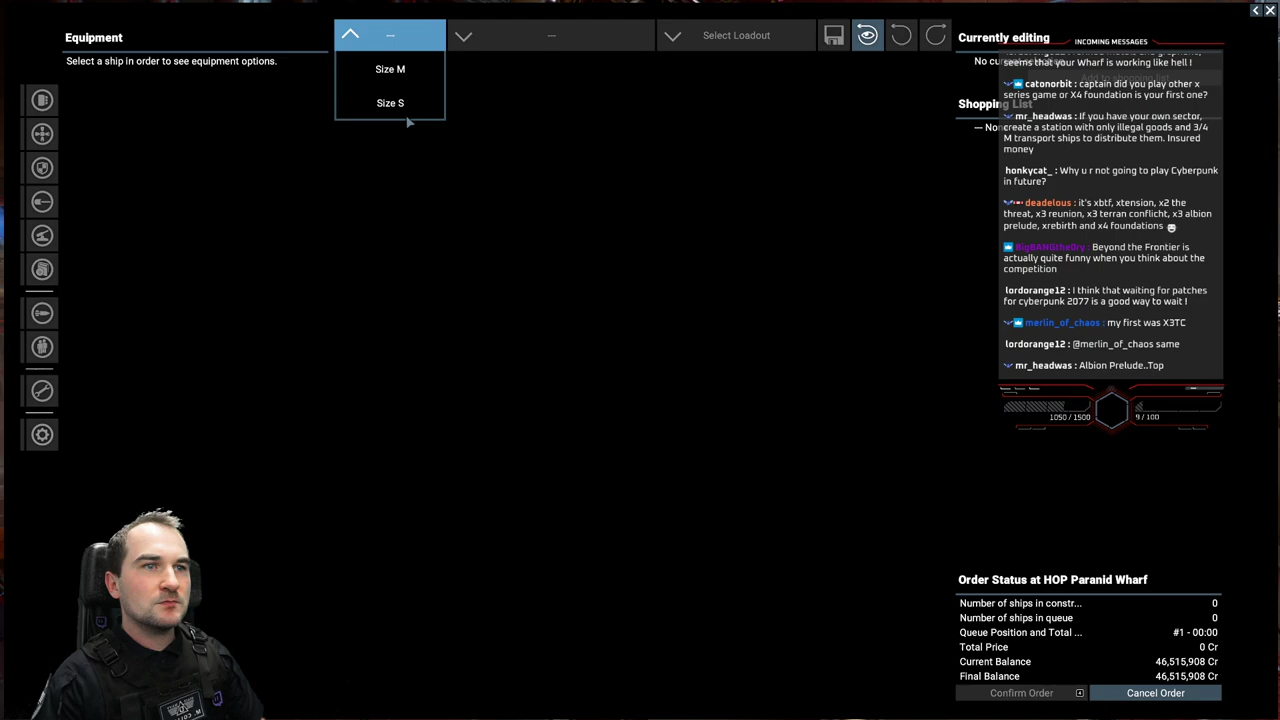 Equipment
Select a ship in order to see equipment options.
---
Size M
Size S
---
Select Loadout
Currently editing
Shopping List
INCOMING MESSAGES
seems that your Wharf is working like hell !
catonorbit : captain did you play other x
series game or X4 foundation is your first one?
mr_headwas : If you have your own sector,
create a station with only illegal goods and 3/4
M transport ships to distribute them. Insured
money
honkycat_ : Why u r not going to play Cyberpunk
in future?
deadelous : it's xbtf, xtension, x2 the
threat, x3 reunion, x3 terran conflicht, x3 albion
prelude, xrebirth and x4 foundations
BigBANGtheOry : Beyond the Frontier is
actually quite funny when you think about the
competition
lordorange12 : I think that waiting for patches
for cyberpunk 2077 is a good way to wait !
merlin_of_chaos : my first was X3TC
lordorange12 : @merlin_of_chaos same
mr_headwas : Albion Prelude..Top
1050 / 1500
9 / 100
Order Status at HOP Paranid Wharf
Number of ships in constr... 0
Number of ships in queue 0
Queue Position and Total ... #1 - 00:00
Total Price 0 Cr
Current Balance 46,515,908 Cr
Final Balance 46,515,908 Cr
Confirm Order
Cancel Order